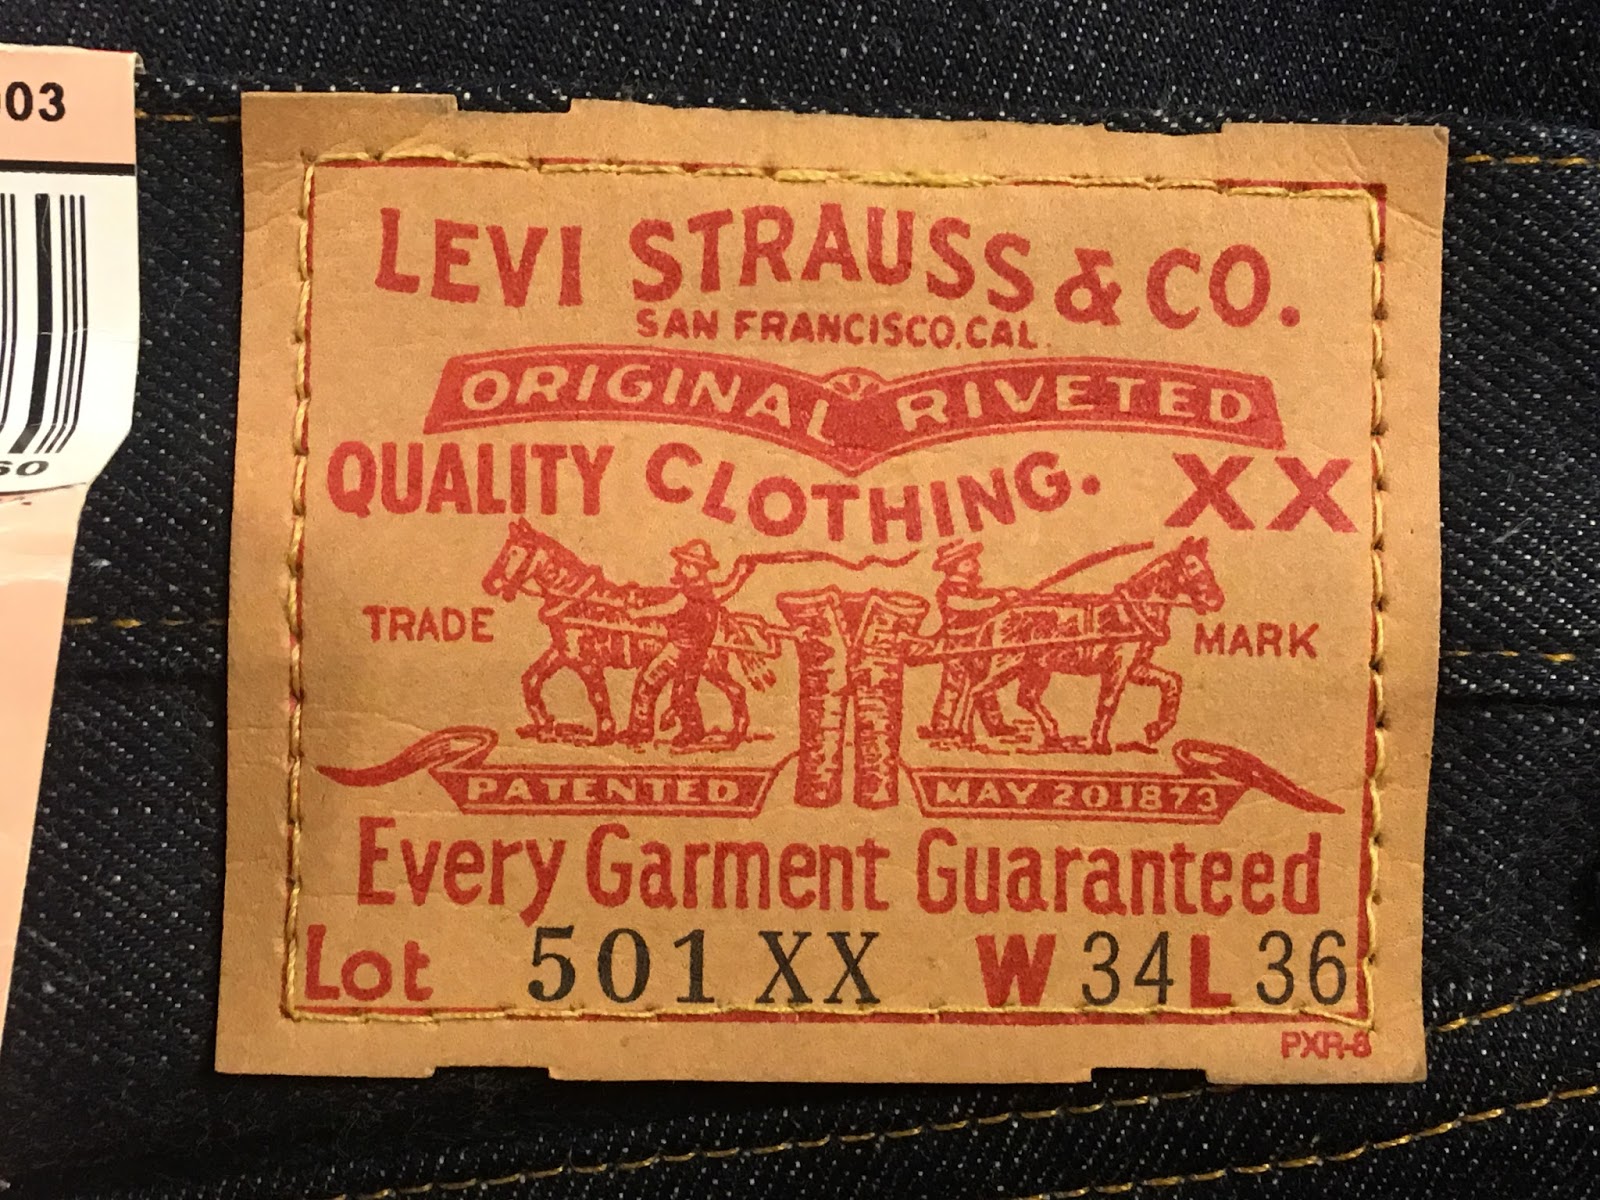 03
60
LEVI STRAUSS & CO.
SAN FRANCISCO, CAL.
ORIGINAL RIVETED
QUALITY CLOTHING. XX
TRADE MARK
PATENTED MAY 20 1873
Every Garment Guaranteed
Lot 501 XX W 34 L 36
PXR-8